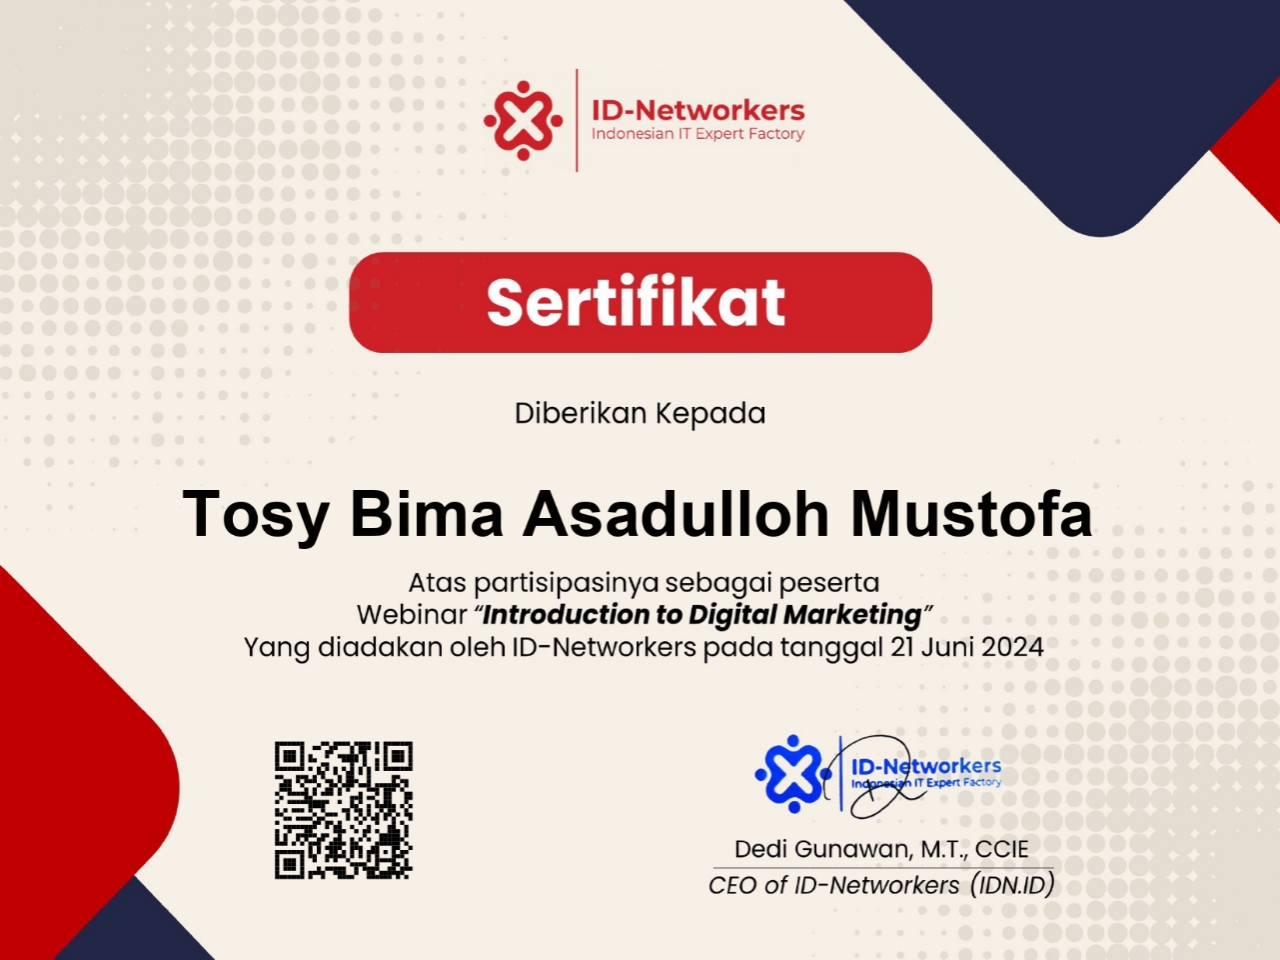 ID-Networkers
Indonesian IT Expert Factory
Sertifikat
Diberikan Kepada
Tosy Bima Asadulloh Mustofa
Atas partisipasinya sebagai peserta
Webinar “Introduction to Digital Marketing”
Yang diadakan oleh ID-Networkers pada tanggal 21 Juni 2024
ID-Networkers
Indonesian IT Expert Factory
Dedi Gunawan, M.T., CCIE
CEO of ID-Networkers (IDN.ID)